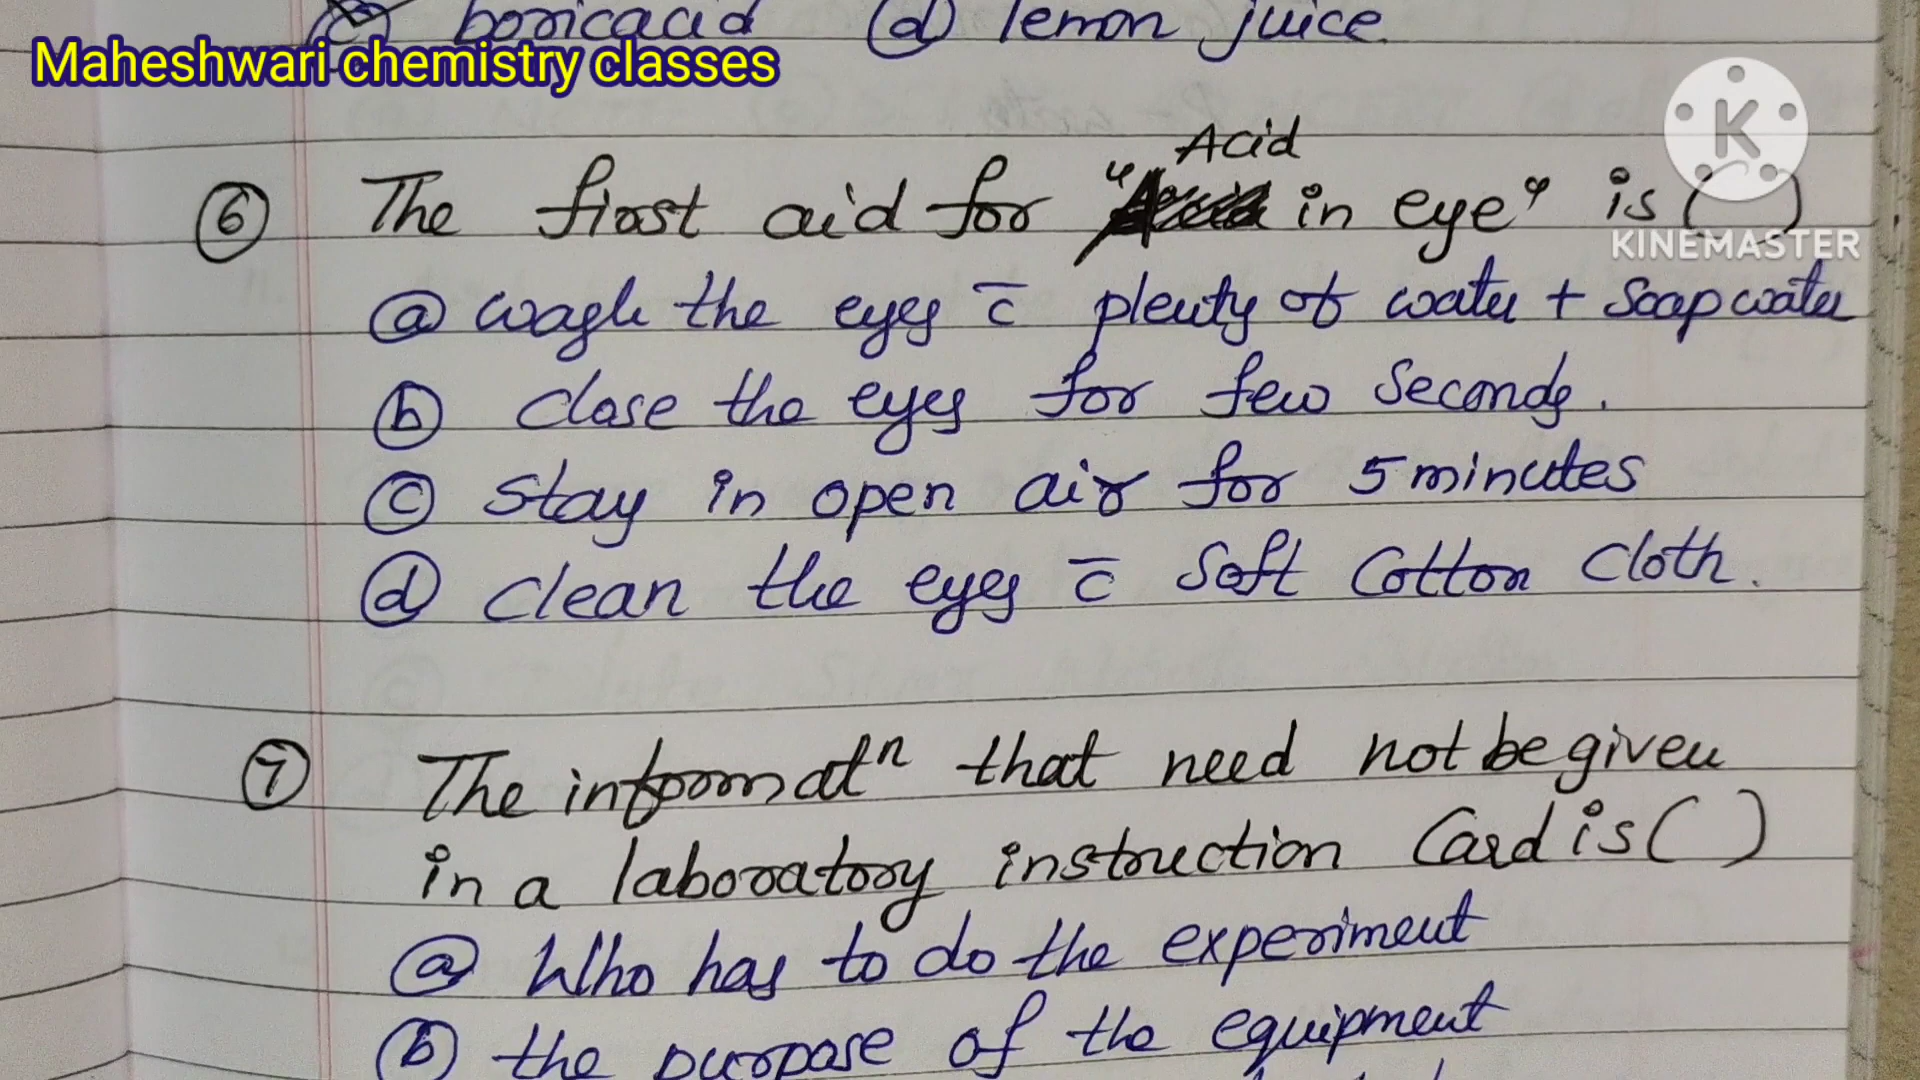 (c) boricacid (d) lemon juice.
Maheshwari chemistry classes
K
KINEMASTER
(6) The first aid for "Acid in eye" is ( )
(a) wash the eyes c̄ plenty of water + Soap water
(b) close the eyes for few seconds.
(c) stay in open air for 5 minutes
(d) clean the eyes c̄ Soft Cotton Cloth.
(7) The informatⁿ that need not be given
in a laboratory instruction Card is ( )
(a) Who has to do the experiment
(b) the purpose of the equipment